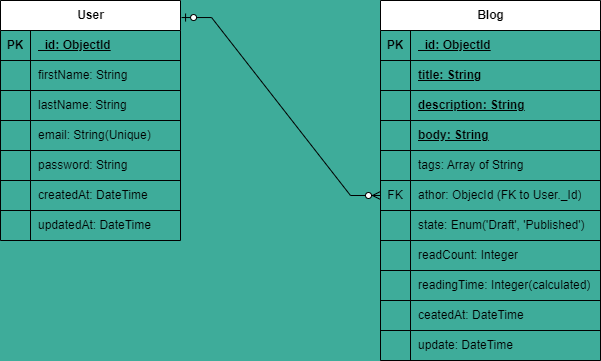 User
PK _id: ObjectId
firstName: String
lastName: String
email: String(Unique)
password: String
createdAt: DateTime
updatedAt: DateTime
Blog
PK _id: ObjectId
title: String
description: String
body: String
tags: Array of String
FK athor: ObjecId (FK to User._Id)
state: Enum('Draft', 'Published')
readCount: Integer
readingTime: Integer(calculated)
ceatedAt: DateTime
update: DateTime